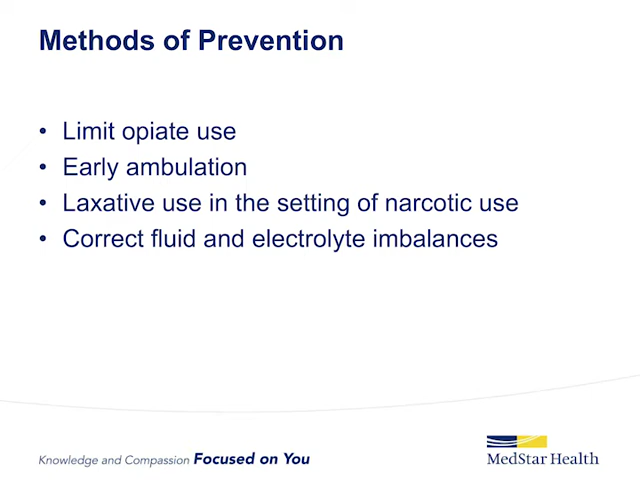 Methods of Prevention
• Limit opiate use
• Early ambulation
• Laxative use in the setting of narcotic use
• Correct fluid and electrolyte imbalances
Knowledge and Compassion Focused on You
MedStar Health